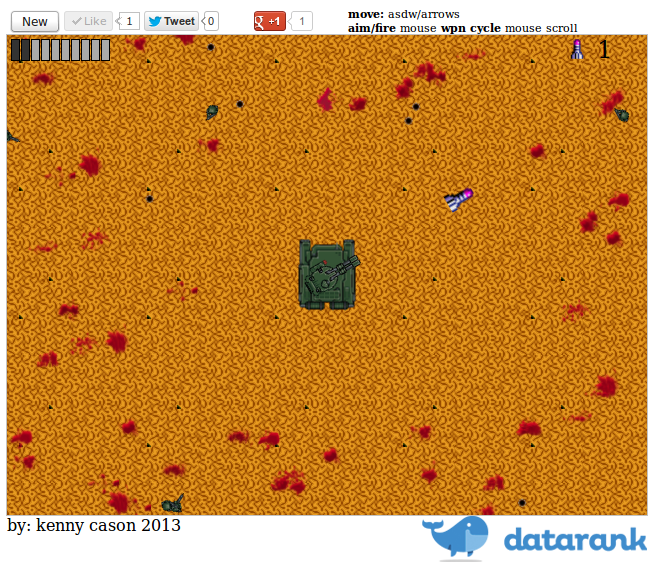 New Like 1 Tweet 0 +1 1
move: asdw/arrows
aim/fire mouse wpn cycle mouse scroll
1
by: kenny cason 2013
datarank